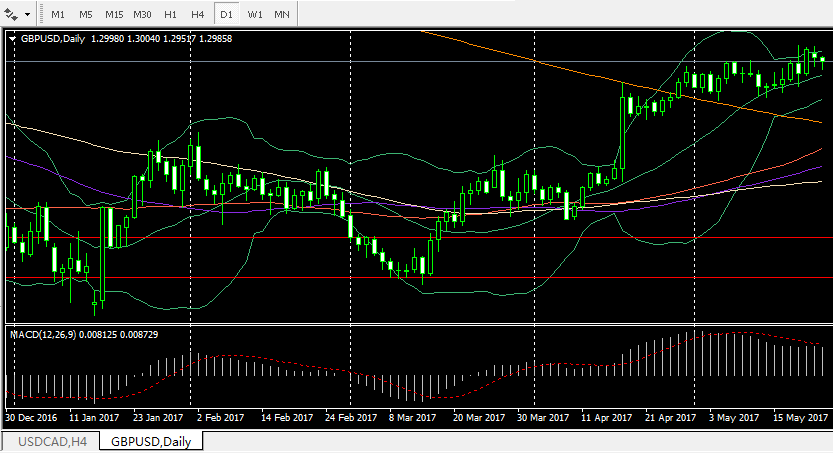 M1 M5 M15 M30 H1 H4 D1 W1 MN
GBPUSD,Daily 1.29980 1.30040 1.29517 1.29858
MACD(12,26,9) 0.008125 0.008729
30 Dec 2016 11 Jan 2017 23 Jan 2017 2 Feb 2017 14 Feb 2017 24 Feb 2017 8 Mar 2017 20 Mar 2017 30 Mar 2017 11 Apr 2017 21 Apr 2017 3 May 2017 15 May 2017
USDCAD,H4 GBPUSD,Daily